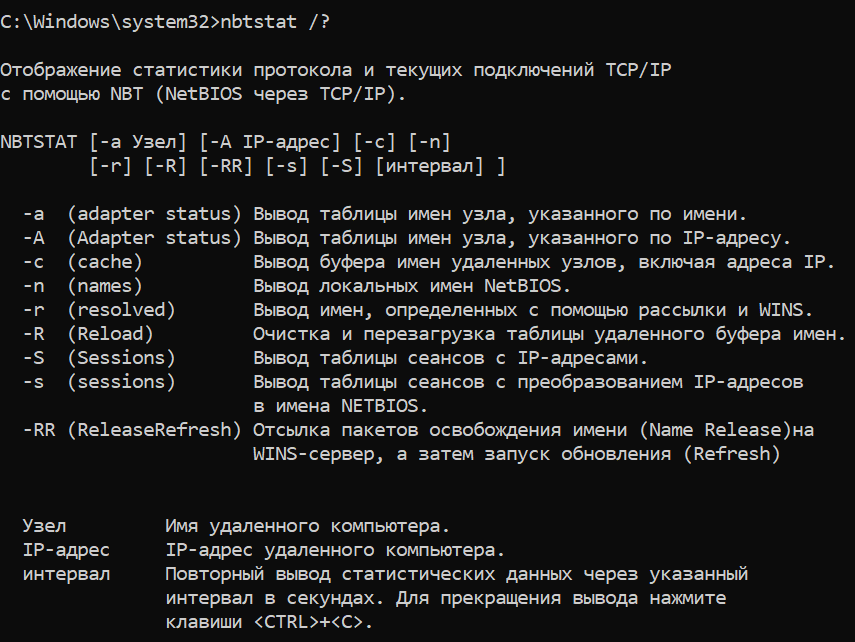 C:\Windows\system32>nbtstat /?
Отображение статистики протокола и текущих подключений TCP/IP
с помощью NBT (NetBIOS через TCP/IP).
NBTSTAT [-a Узел] [-A IP-адрес] [-c] [-n]
[-r] [-R] [-RR] [-s] [-S] [интервал] ]
-a (adapter status) Вывод таблицы имен узла, указанного по имени.
-A (Adapter status) Вывод таблицы имен узла, указанного по IP-адресу.
-c (cache) Вывод буфера имен удаленных узлов, включая адреса IP.
-n (names) Вывод локальных имен NetBIOS.
-r (resolved) Вывод имен, определенных с помощью рассылки и WINS.
-R (Reload) Очистка и перезагрузка таблицы удаленного буфера имен.
-S (Sessions) Вывод таблицы сеансов с IP-адресами.
-s (sessions) Вывод таблицы сеансов с преобразованием IP-адресов
в имена NETBIOS.
-RR (ReleaseRefresh) Отсылка пакетов освобождения имени (Name Release)на
WINS-сервер, а затем запуск обновления (Refresh)
Узел Имя удаленного компьютера.
IP-адрес IP-адрес удаленного компьютера.
интервал Повторный вывод статистических данных через указанный
интервал в секундах. Для прекращения вывода нажмите
клавиши <CTRL>+<C>.